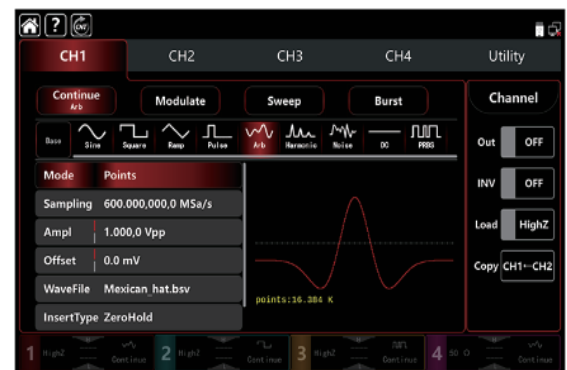 ? CNT
CH1 CH2 CH3 CH4 Utility
Continue Arb Modulate Sweep Burst Channel
Base Sine Square Ramp Pulse Arb Harmonic Noise DC PRBS
Out OFF
Mode Points
INV OFF
Sampling 600.000,000,0 MSa/s
Ampl 1.000,0 Vpp
Load HighZ
Offset 0.0 mV
Copy CH1←CH2
WaveFile Mexican_hat.bsv
points:16.384 K
InsertType ZeroHold
1 HighZ Continue 2 HighZ Continue 3 HighZ Continue 4 50 Ω Continue